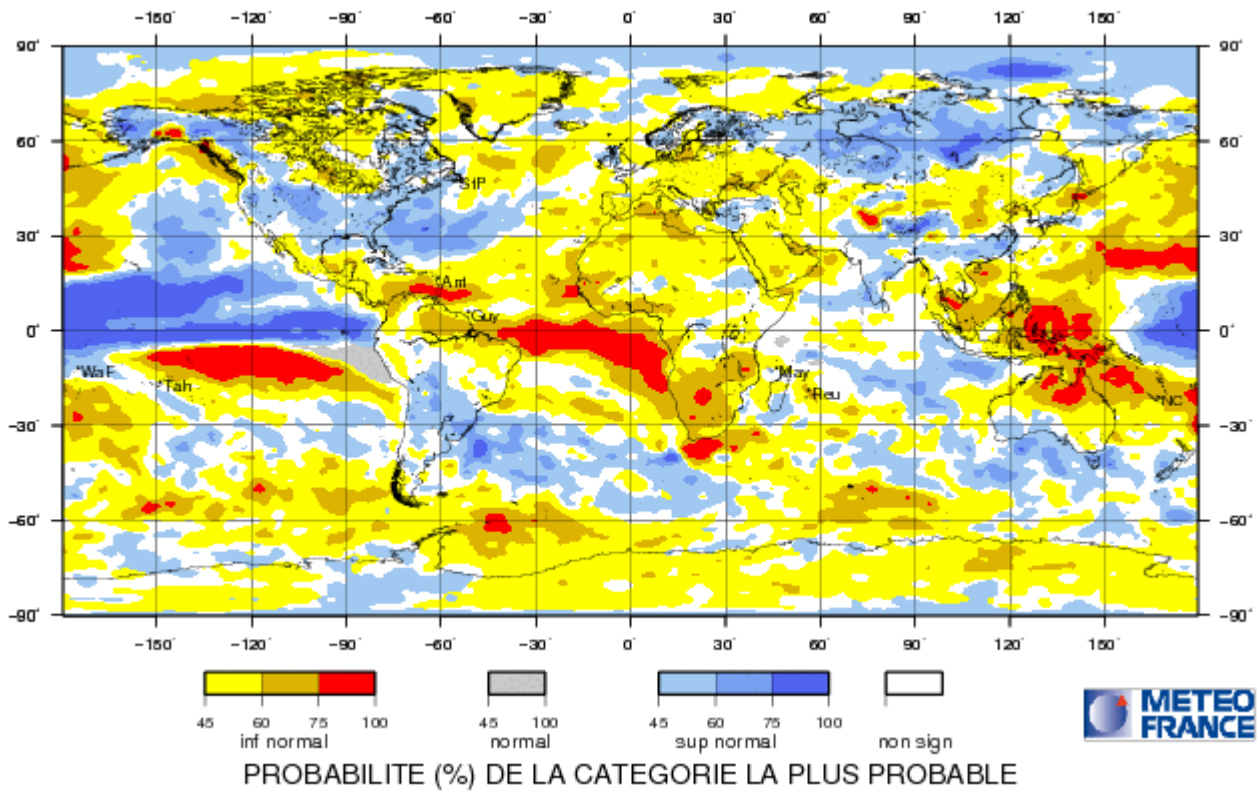 -150° -120° -90° -60° -30° 0° 30° 60° 90° 120° 150°
90° 90°
60° 60°
StP
30° 30°
Ant
Guy
0° 0°
WaF Tah May
Reu NC
-30° -30°
-60° -60°
-90° -90°
-150° -120° -90° -60° -30° 0° 30° 60° 90° 120° 150°
45 60 75 100 45 100 45 60 75 100
inf normal normal sup normal non sign
METEO
FRANCE
PROBABILITE (%) DE LA CATEGORIE LA PLUS PROBABLE